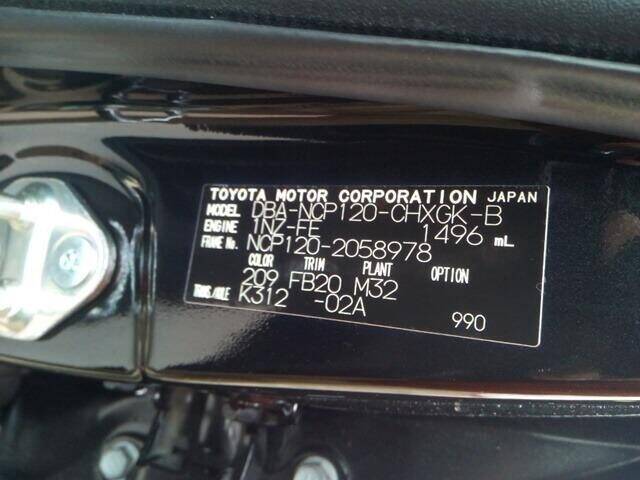 TOYOTA MOTOR CORPORATION JAPAN
MODEL DBA-NCP120-CHXGK-B
ENGINE 1NZ-FE 1496 mL
FRAME No. NCP120-2058978
COLOR TRIM PLANT OPTION
209 FB20 M32
TRANS/AXLE K312 -02A
990